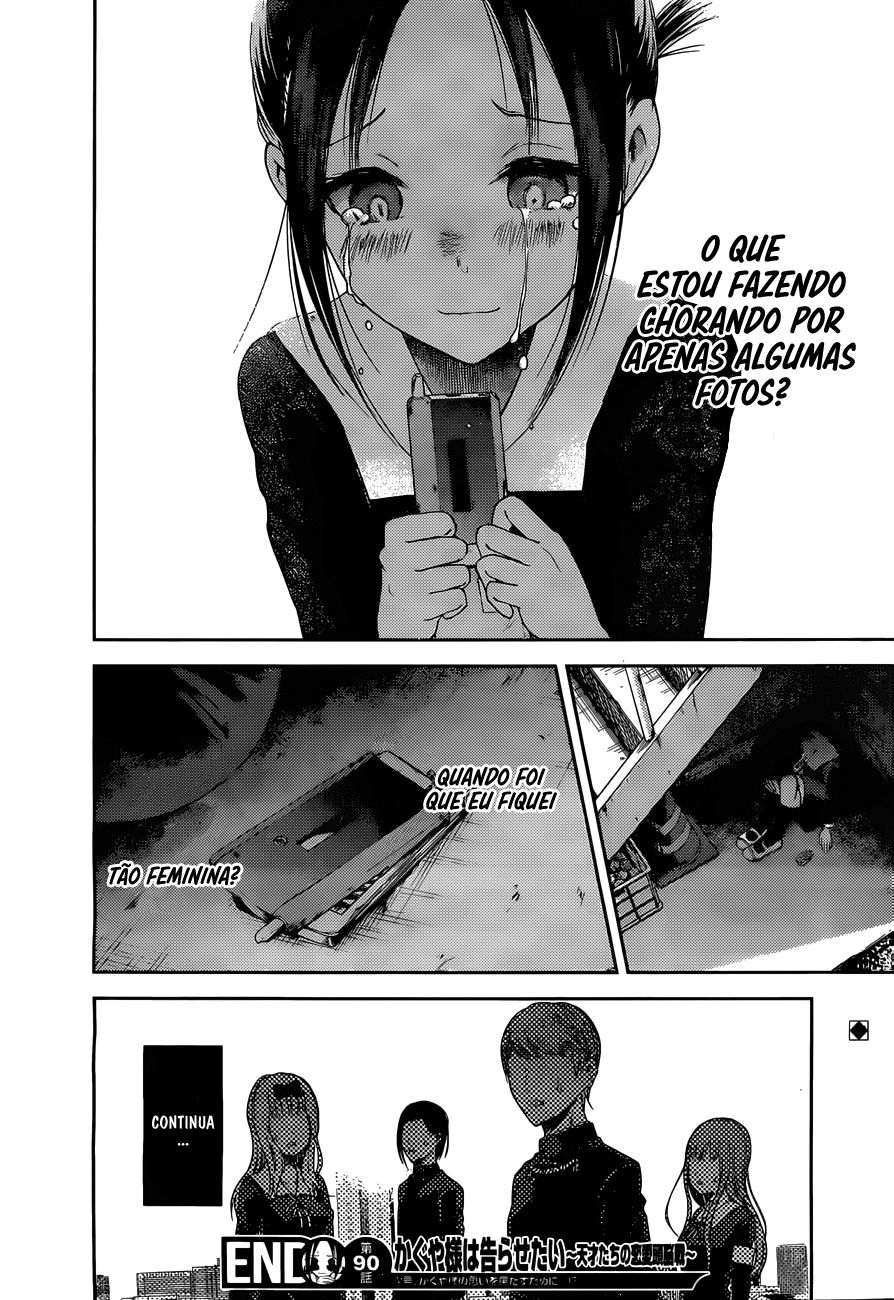 O QUE
ESTOU FAZENDO
CHORANDO POR
APENAS ALGUMAS
FOTOS?
QUANDO FOI
QUE EU FIQUEI
TÃO FEMININA?
CONTINUA
...
END
第
90
話
かぐや様は告らせたい
～天才たちの恋愛頭脳戦～